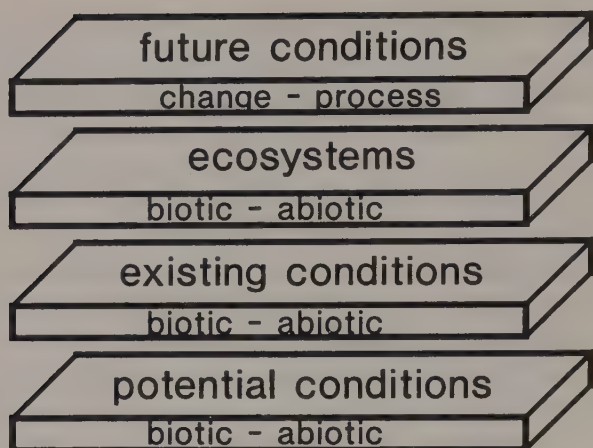 future conditions
change - process
ecosystems
biotic - abiotic
existing conditions
biotic - abiotic
potential conditions
biotic - abiotic